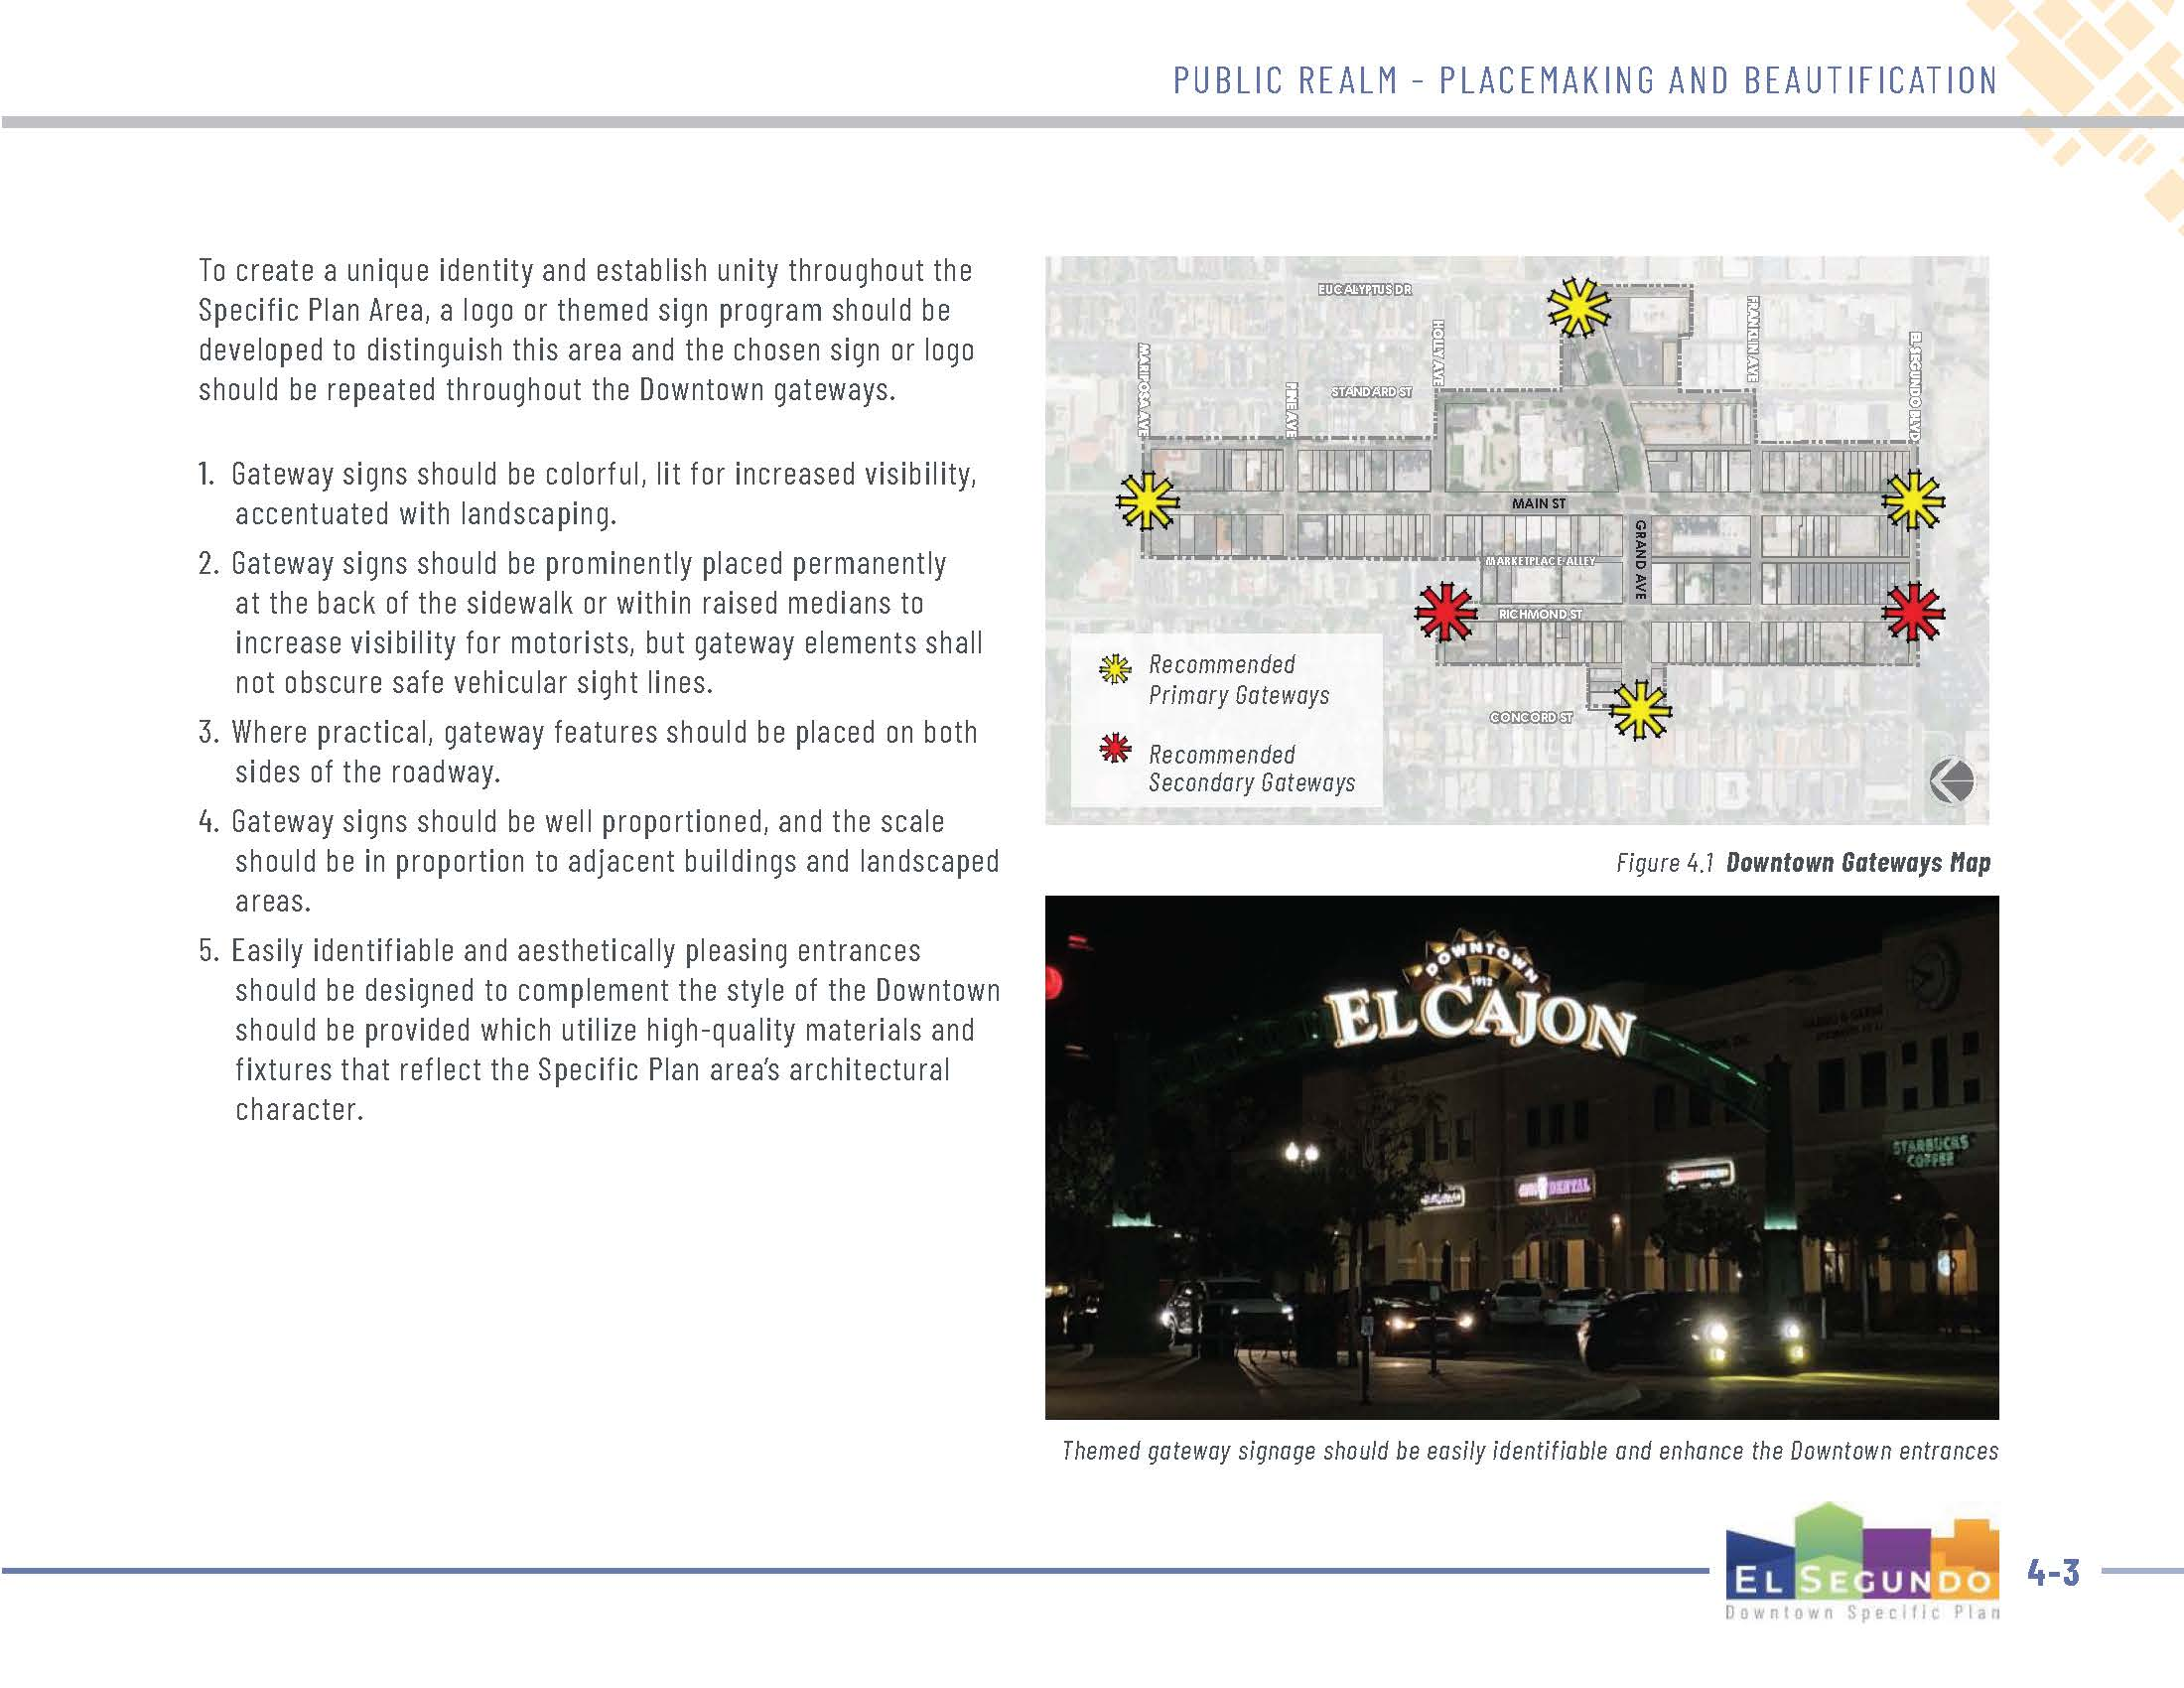 PUBLIC REALM - PLACEMAKING AND BEAUTIFICATION
To create a unique identity and establish unity throughout the
Specific Plan Area, a logo or themed sign program should be
developed to distinguish this area and the chosen sign or logo
should be repeated throughout the Downtown gateways.
1. Gateway signs should be colorful, lit for increased visibility,
accentuated with landscaping.
2. Gateway signs should be prominently placed permanently
at the back of the sidewalk or within raised medians to
increase visibility for motorists, but gateway elements shall
not obscure safe vehicular sight lines.
3. Where practical, gateway features should be placed on both
sides of the roadway.
4. Gateway signs should be well proportioned, and the scale
should be in proportion to adjacent buildings and landscaped
areas.
5. Easily identifiable and aesthetically pleasing entrances
should be designed to complement the style of the Downtown
should be provided which utilize high-quality materials and
fixtures that reflect the Specific Plan area's architectural
character.
EUCALYPTUS DR
HOLLY AVE
FRANKLIN AVE
EL SEGUNDO BLVD
MARIPOSA AVE
PINE AVE
STANDARD ST
MAIN ST
GRAND AVE
MARKETPLACE ALLEY
RICHMOND ST
CONCORD ST
Recommended
Primary Gateways
Recommended
Secondary Gateways
Figure 4.1 Downtown Gateways Map
DOWNTOWN
1912
EL CAJON
STARBUCKS
COFFEE
DENTAL
Themed gateway signage should be easily identifiable and enhance the Downtown entrances
EL SEGUNDO
Downtown Specific Plan
4-3